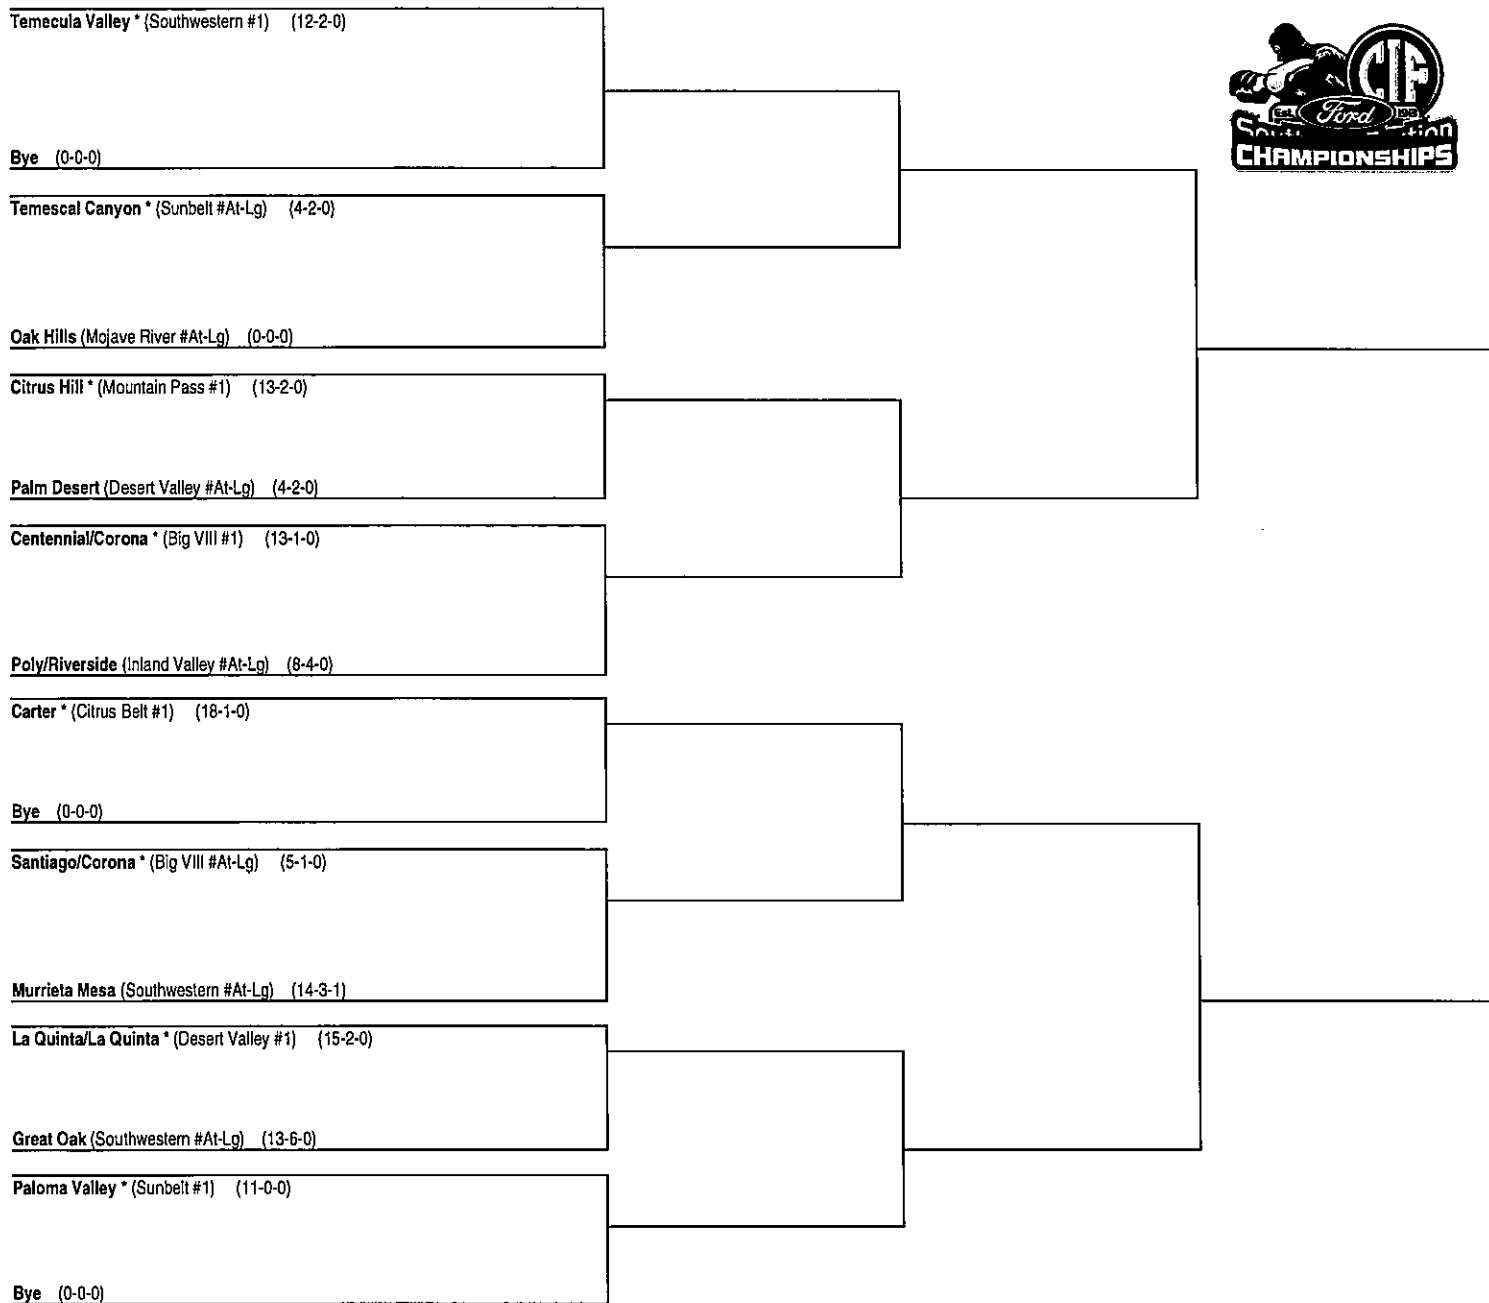 Temecula Valley * (Southwestern #1) (12-2-0)
CIF
Ford
CHAMPIONSHIPS
Bye (0-0-0)
Temescal Canyon * (Sunbelt #At-Lg) (4-2-0)
Oak Hills (Mojave River #At-Lg) (0-0-0)
Citrus Hill * (Mountain Pass #1) (13-2-0)
Palm Desert (Desert Valley #At-Lg) (4-2-0)
Centennial/Corona * (Big VIII #1) (13-1-0)
Poly/Riverside (Inland Valley #At-Lg) (8-4-0)
Carter * (Citrus Belt #1) (18-1-0)
Bye (0-0-0)
Santiago/Corona * (Big VIII #At-Lg) (5-1-0)
Murrieta Mesa (Southwestern #At-Lg) (14-3-1)
La Quinta/La Quinta * (Desert Valley #1) (15-2-0)
Great Oak (Southwestern #At-Lg) (13-6-0)
Paloma Valley * (Sunbelt #1) (11-0-0)
Bye (0-0-0)